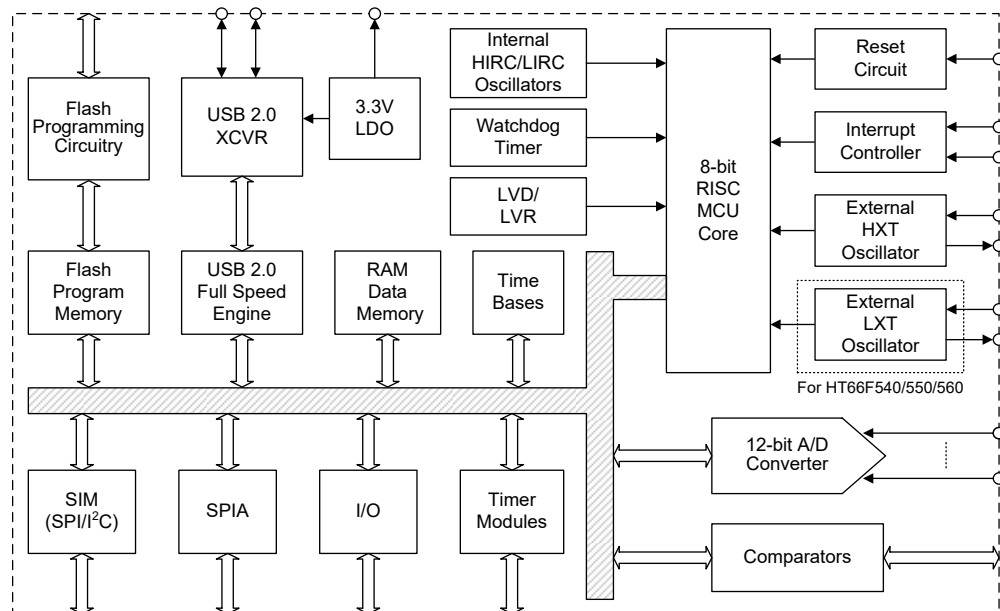 Flash
Programming
Circuitry
USB 2.0
XCVR
3.3V
LDO
Internal
HIRC/LIRC
Oscillators
Watchdog
Timer
LVD/
LVR
8-bit
RISC
MCU
Core
Reset
Circuit
Interrupt
Controller
External
HXT
Oscillator
External
LXT
Oscillator
For HT66F540/550/560
Flash
Program
Memory
USB 2.0
Full Speed
Engine
RAM
Data
Memory
Time
Bases
12-bit A/D
Converter
SIM
(SPI/I²C)
SPIA
I/O
Timer
Modules
Comparators